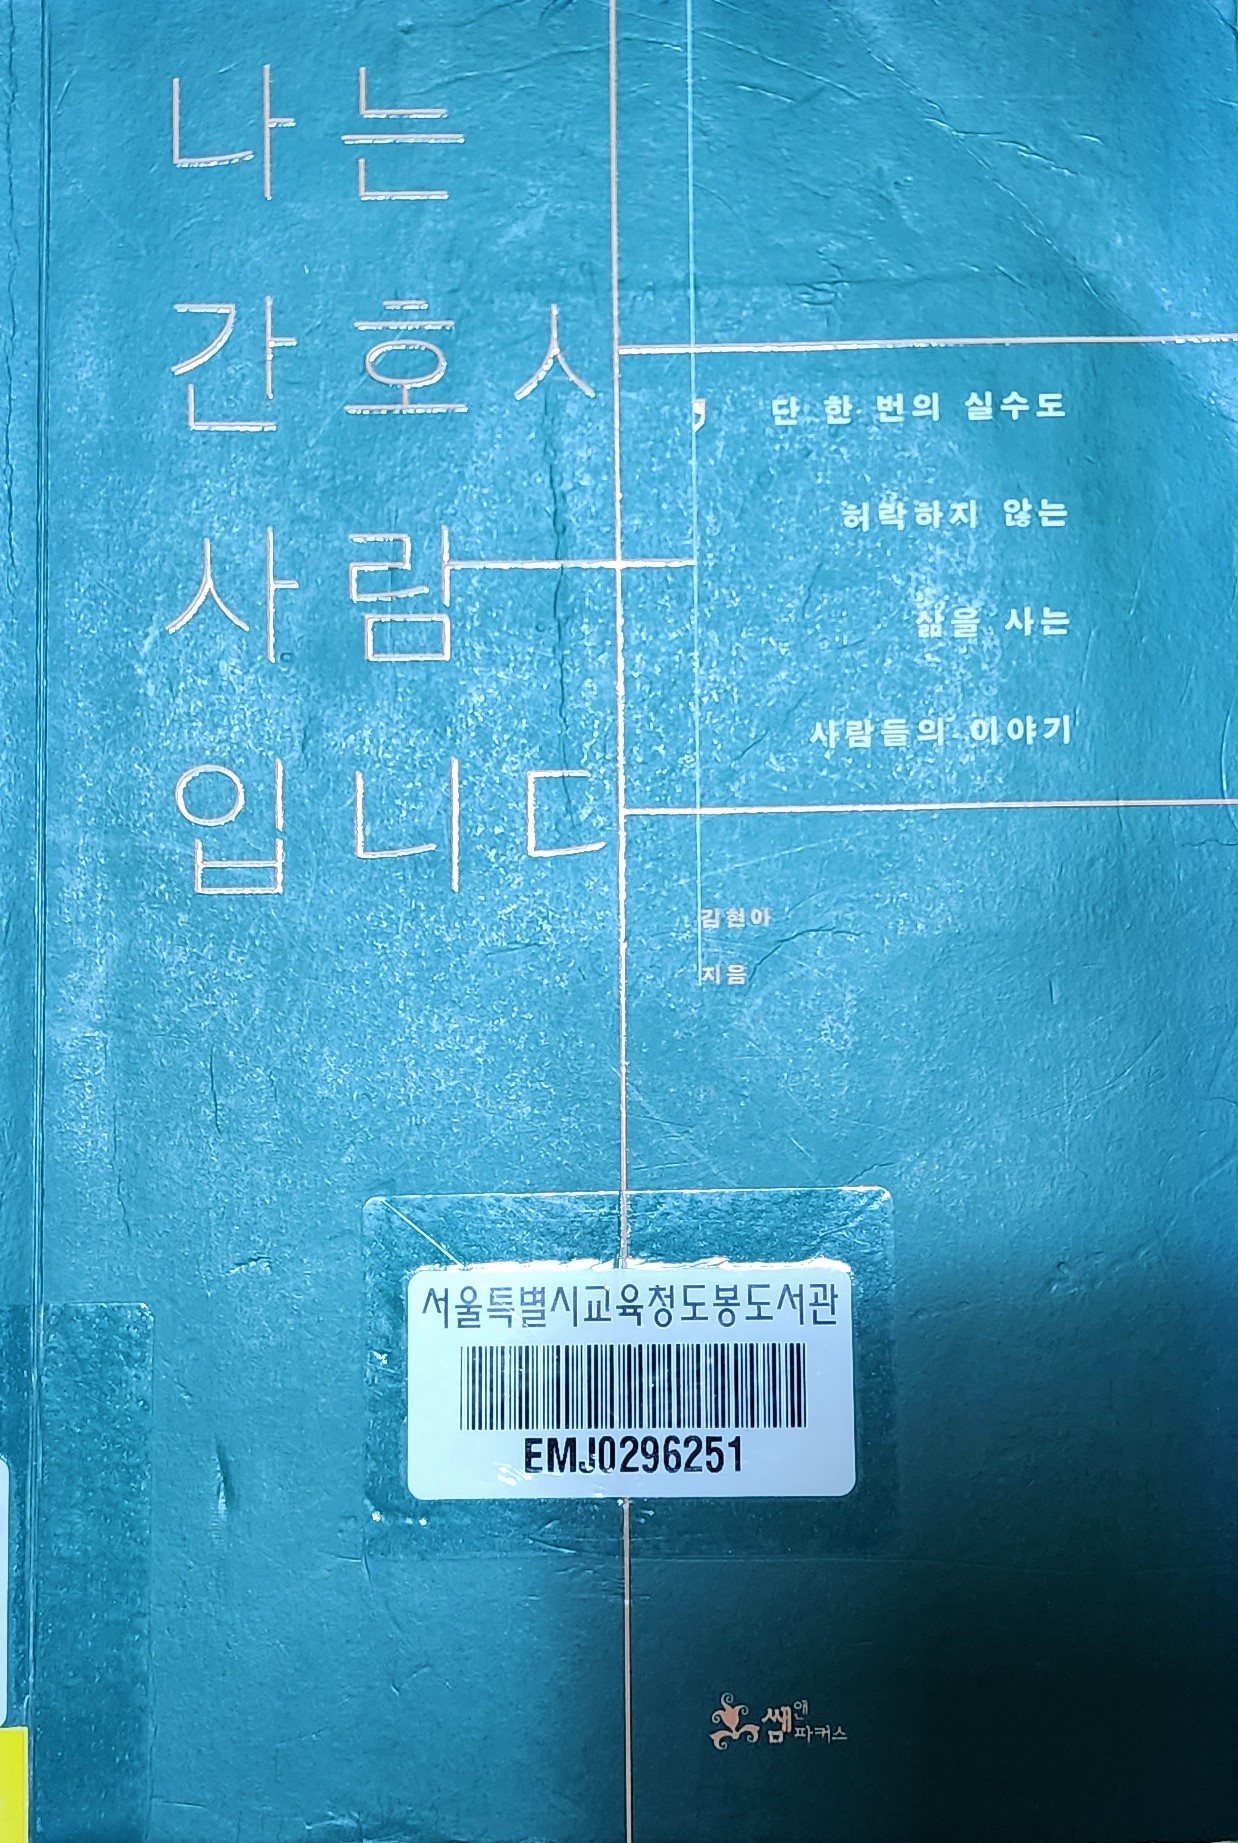 나는
간호사,
사람
입니다
단 한 번의 실수도
허락하지 않는
삶을 사는
사람들의 이야기
김현아
지음
서울특별시교육청도봉도서관
EMJ0296251
쌤앤파커스